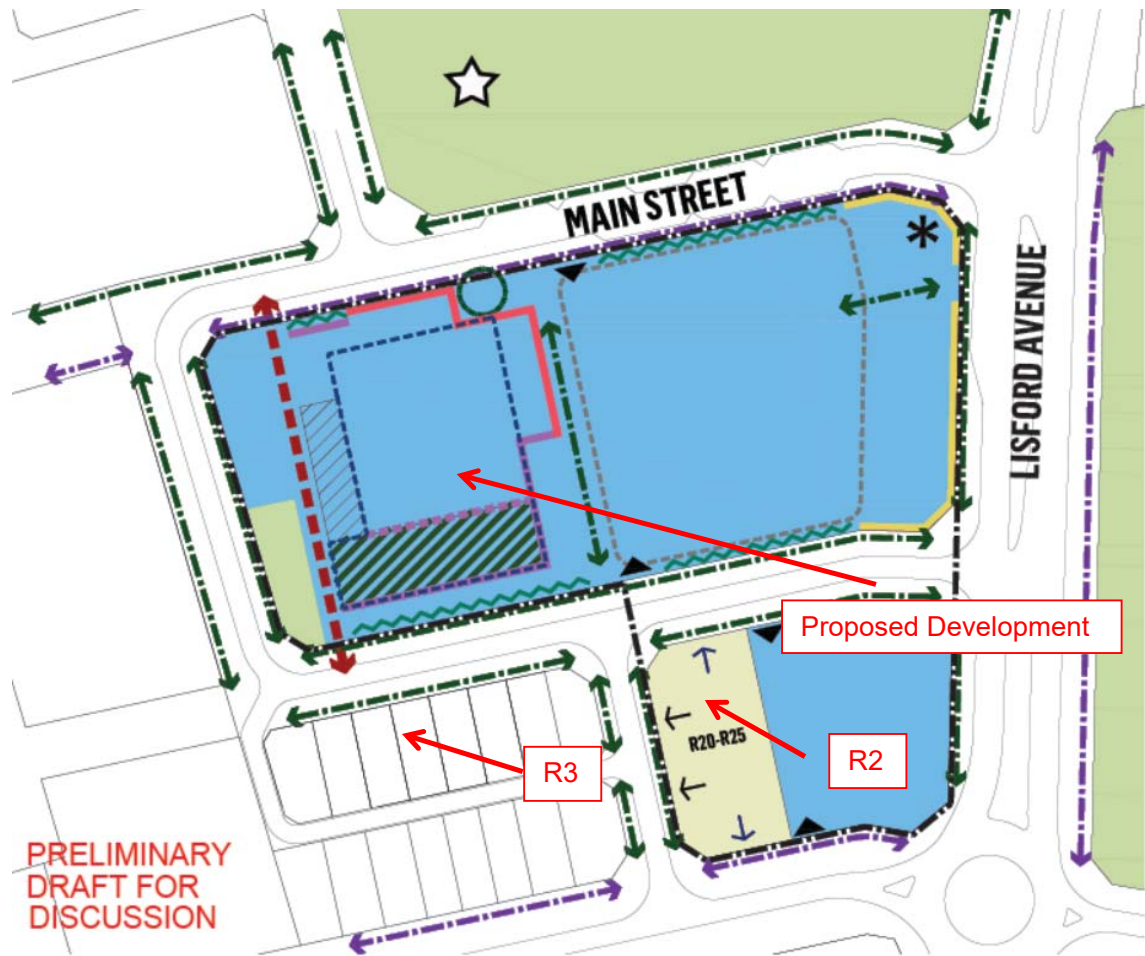 MAIN STREET
*
LISFORD AVENUE
Proposed Development
R20-R25
R2
R3
PRELIMINARY
DRAFT FOR
DISCUSSION